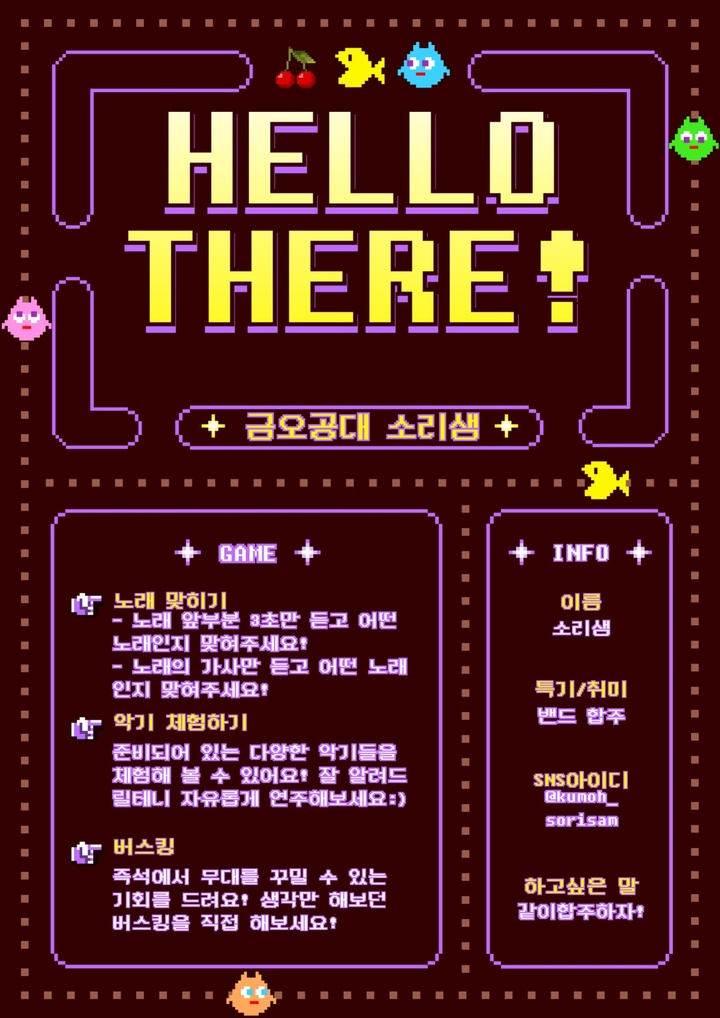 HELLO
THERE!
금오공대 소리샘
GAME
노래 맞히기
- 노래 앞부분 3초만 듣고 어떤
노래인지 맞혀주세요!
- 노래의 가사만 듣고 어떤 노래
인지 맞혀주세요!
악기 체험하기
준비되어 있는 다양한 악기들을
체험해 볼 수 있어요! 잘 알려드
릴테니 자유롭게 연주해보세요:)
버스킹
즉석에서 무대를 꾸밀 수 있는
기회를 드려요! 생각만 해보던
버스킹을 직접 해보세요!
INFO
이름
소리샘
특기/취미
밴드 합주
SNS아이디
@kumoh_
sorisam
하고싶은 말
같이합주하자!